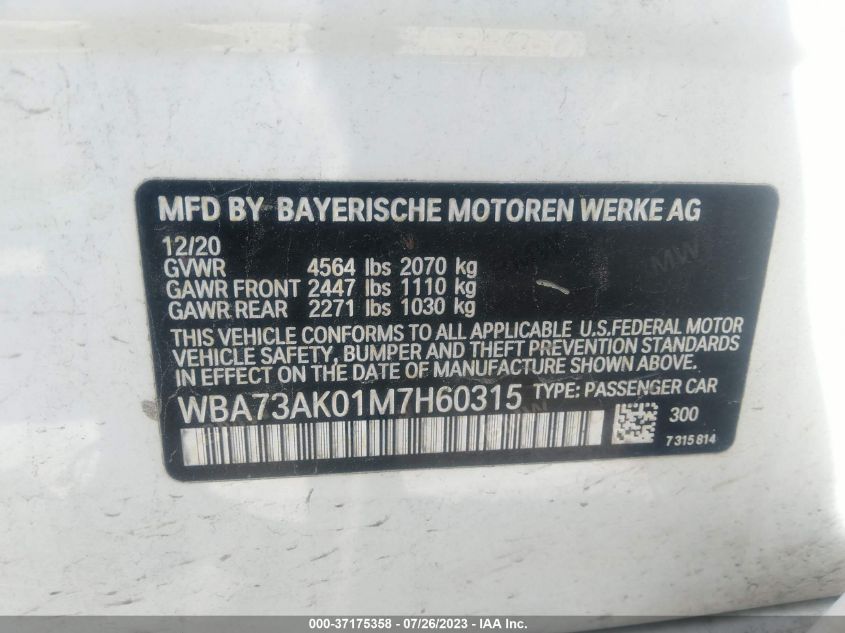 MFD BY BAYERISCHE MOTOREN WERKE AG
12/20
GVWR 4564 lbs 2070 kg
GAWR FRONT 2447 lbs 1110 kg
GAWR REAR 2271 lbs 1030 kg
THIS VEHICLE CONFORMS TO ALL APPLICABLE U.S.FEDERAL MOTOR
VEHICLE SAFETY, BUMPER AND THEFT PREVENTION STANDARDS
IN EFFECT ON THE DATE OF MANUFACTURE SHOWN ABOVE.
WBA73AK01M7H60315 TYPE: PASSENGER CAR
300
7 315 814
000-37175358 - 07/26/2023 - © IAA Inc.